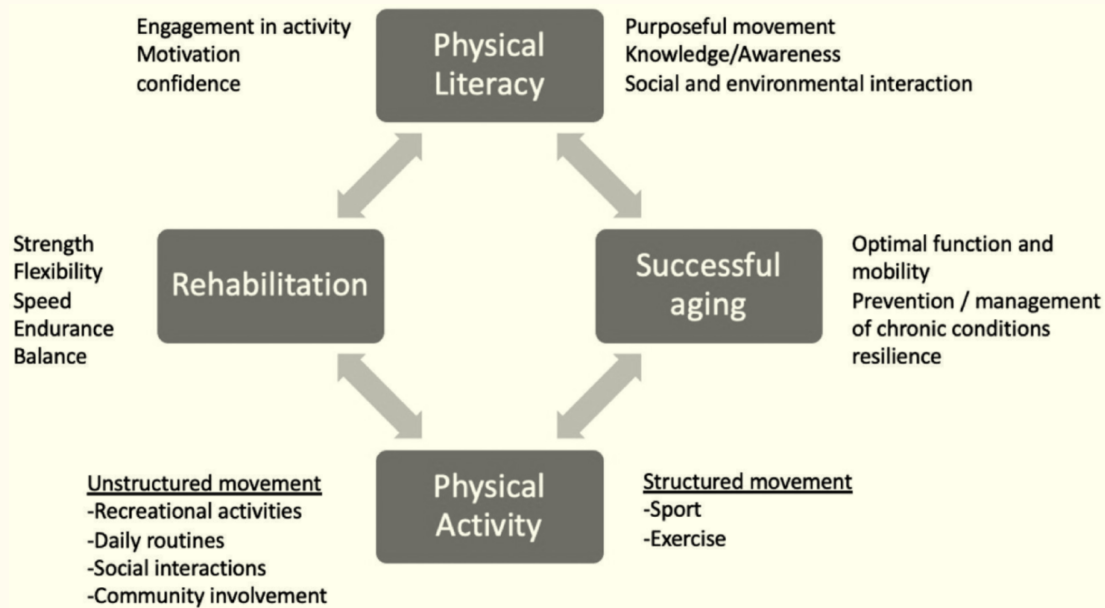 Engagement in activity
Motivation
confidence
Physical
Literacy
Purposeful movement
Knowledge/Awareness
Social and environmental interaction
Strength
Flexibility
Speed
Endurance
Balance
Rehabilitation
Successful
aging
Optimal function and
mobility
Prevention / management
of chronic conditions
resilience
Unstructured movement
-Recreational activities
-Daily routines
-Social interactions
-Community involvement
Physical
Activity
Structured movement
-Sport
-Exercise